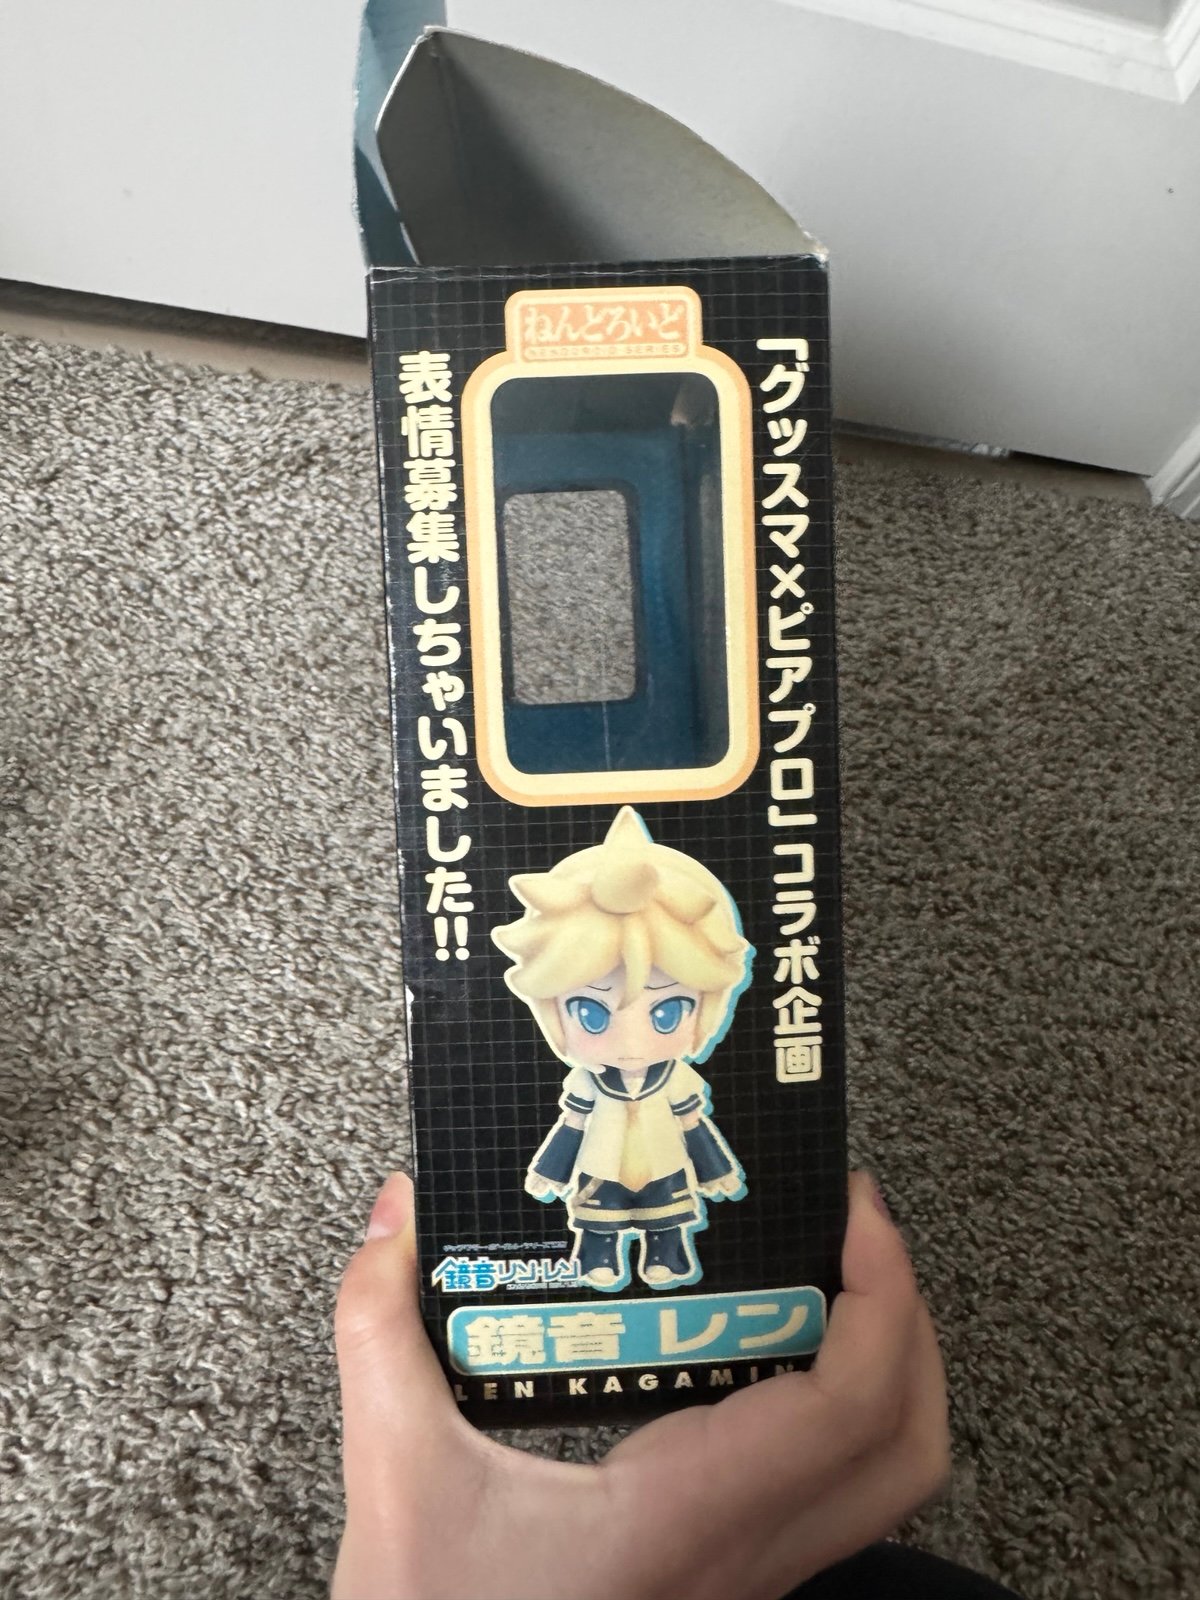 ねんどろいど
NENDOROID SERIES
「グッスマ×ピアプロ」コラボ企画
表情募集しちゃいました!!
鏡音リン・レン
鏡音 レン
LEN KAGAMIN